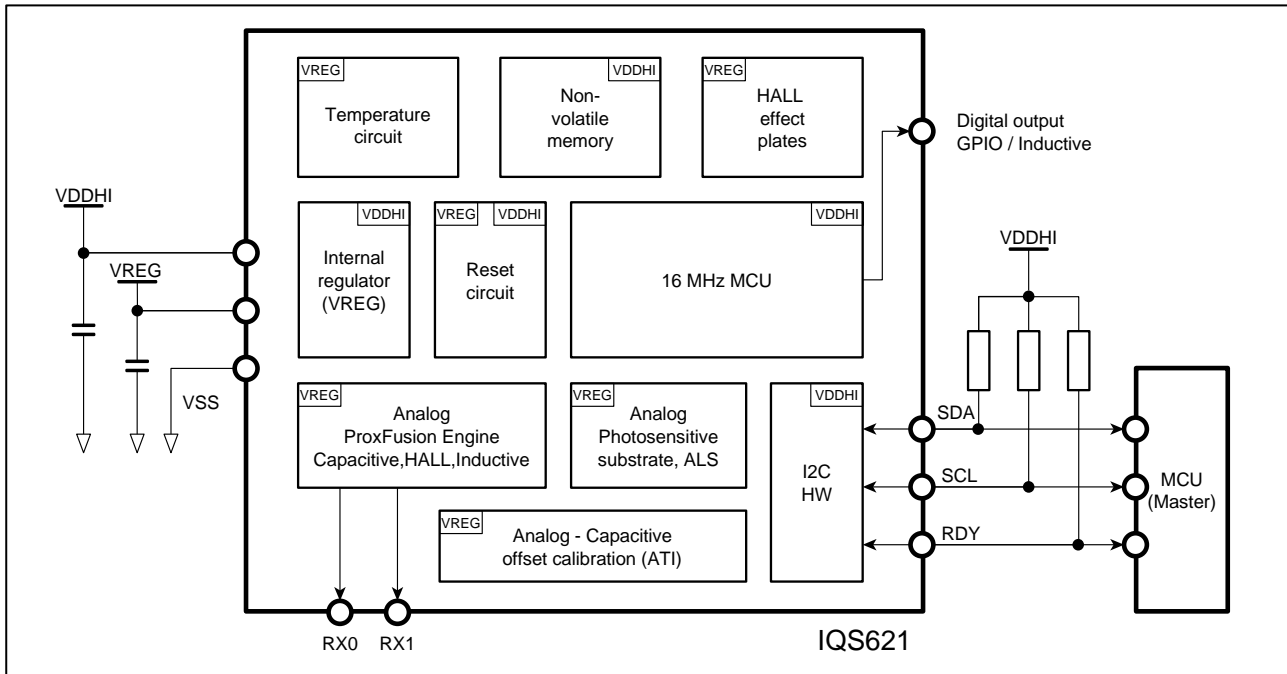 VREG
Temperature
circuit
VDDHI
Non-
volatile
memory
VREG
HALL
effect
plates
Digital output
GPIO / Inductive
VDDHI
VREG
VSS
VDDHI
Internal
regulator
(VREG)
VREG
VDDHI
Reset
circuit
VDDHI
16 MHz MCU
VDDHI
VREG
Analog
ProxFusion Engine
Capacitive,HALL,Inductive
VREG
Analog
Photosensitive
substrate, ALS
VDDHI
I2C
HW
SDA
SCL
RDY
MCU
(Master)
VREG
Analog - Capacitive
offset calibration (ATI)
RX0
RX1
IQS621